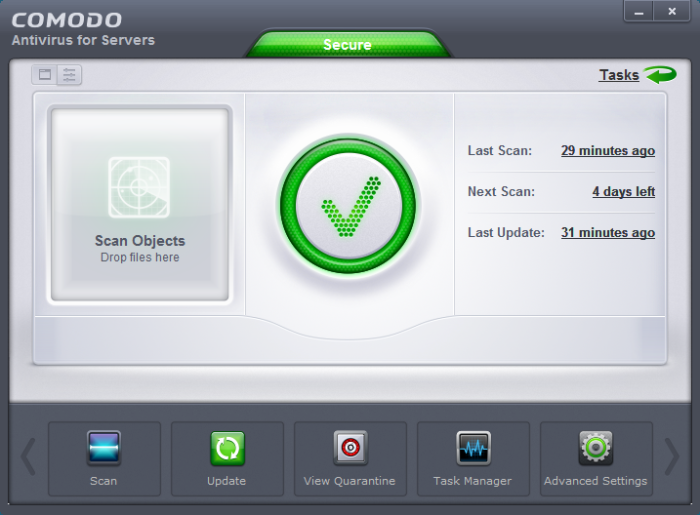 COMODO
Antivirus for Servers
Secure
Tasks
Scan Objects
Drop files here
Last Scan: 29 minutes ago
Next Scan: 4 days left
Last Update: 31 minutes ago
Scan
Update
View Quarantine
Task Manager
Advanced Settings